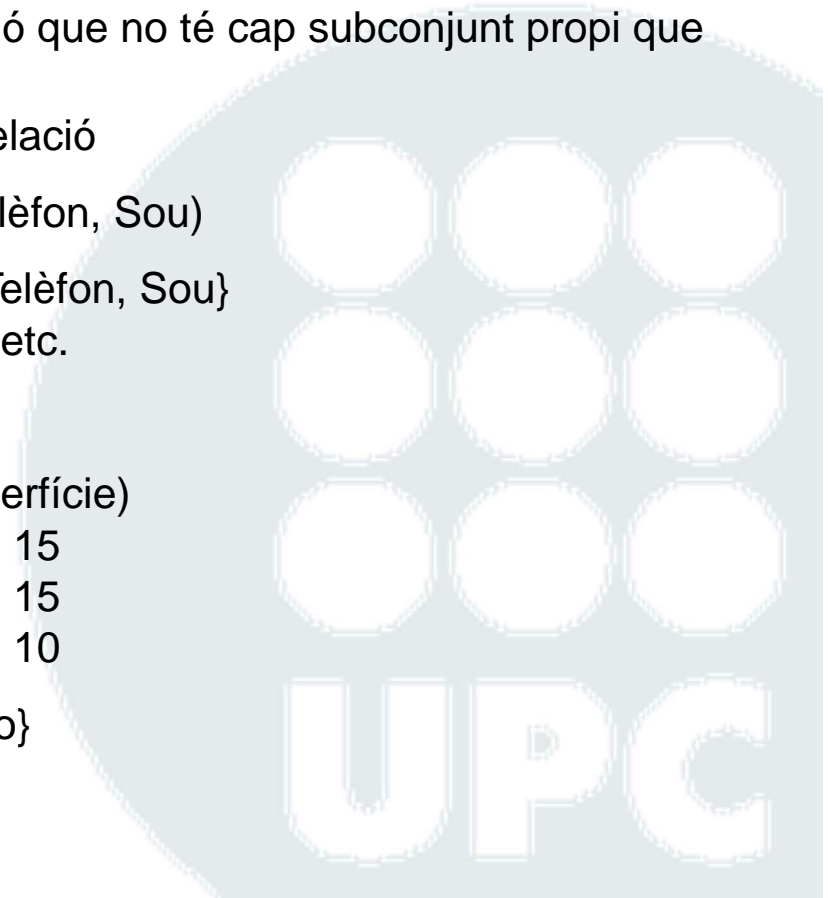 ó que no té cap subconjunt propi que
elació
lèfon, Sou)
Telèfon, Sou}
etc.
erfície)
15
15
10
o}
UPC